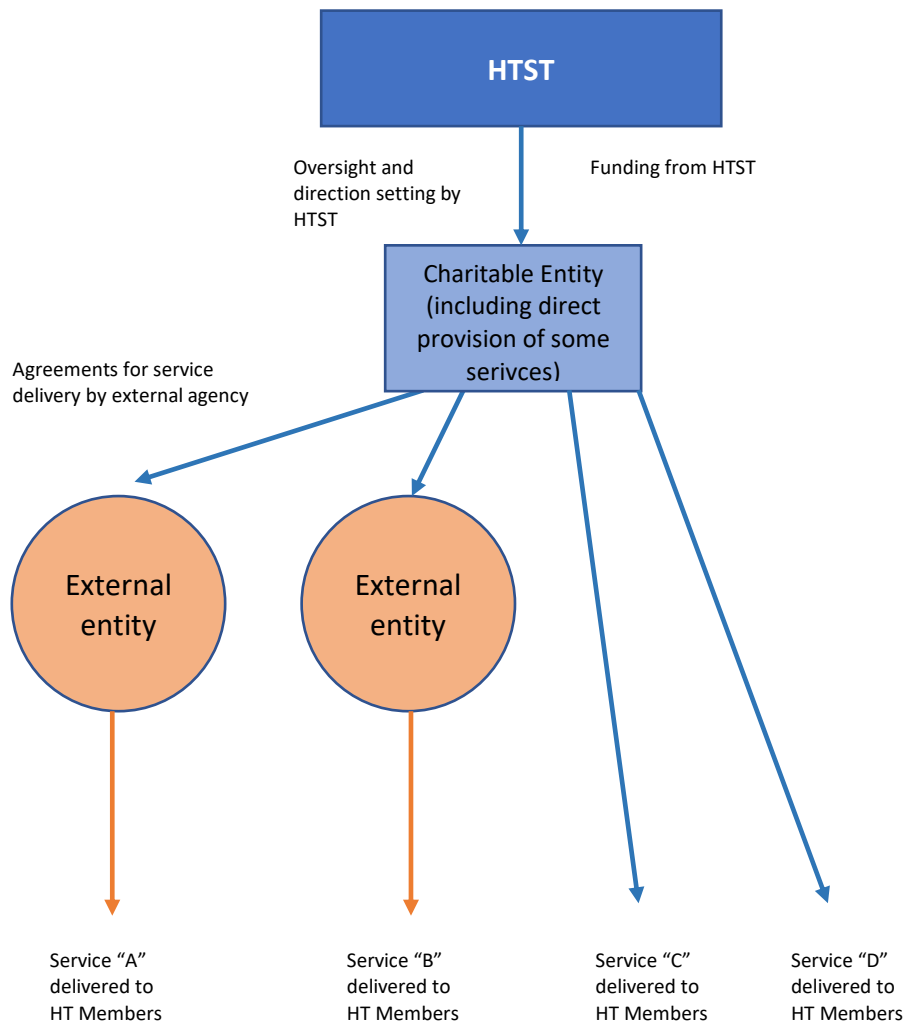 HTST
Oversight and
direction setting by
HTST
Funding from HTST
Charitable Entity
(including direct
provision of some
serivces)
Agreements for service
delivery by external agency
External
entity
External
entity
Service “A”
delivered to
HT Members
Service “B”
delivered to
HT Members
Service “C”
delivered to
HT Members
Service “D”
delivered to
HT Members